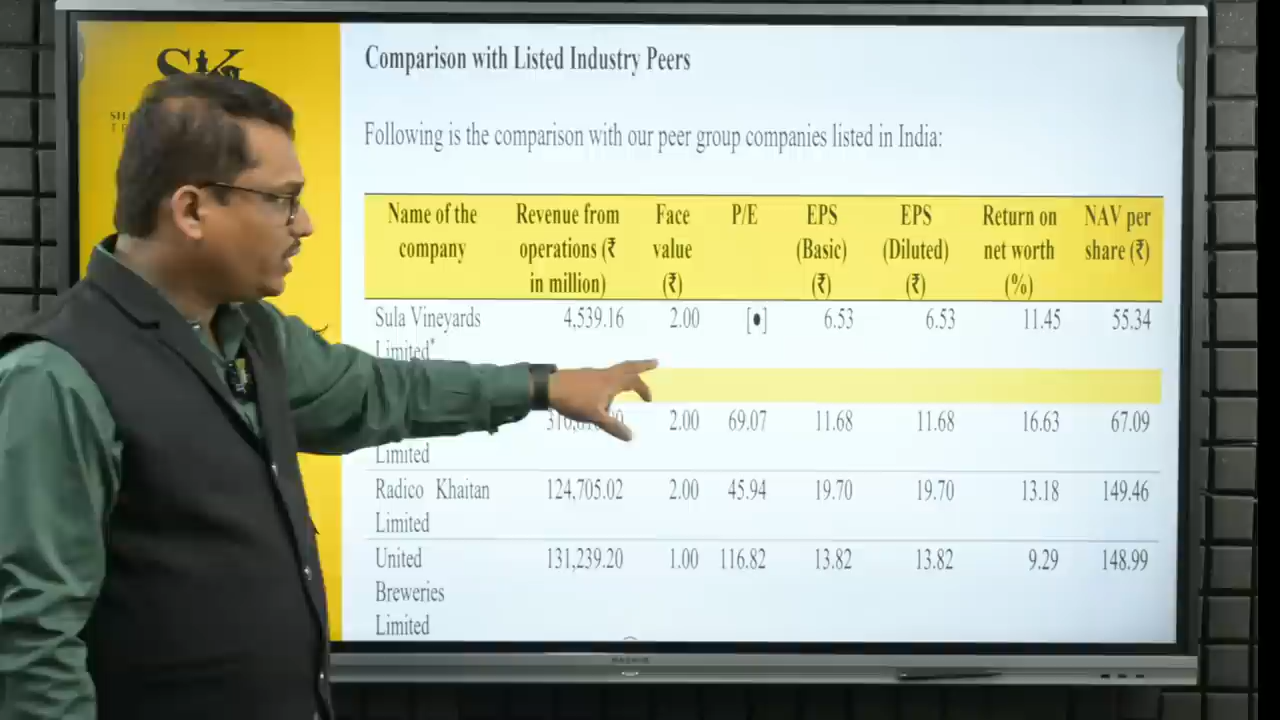 SK
Comparison with Listed Industry Peers
Following is the comparison with our peer group companies listed in India:
Name of the company | Revenue from operations (₹ in million) | Face value (₹) | P/E | EPS (Basic) (₹) | EPS (Diluted) (₹) | Return on net worth (%) | NAV per share (₹)
Sula Vineyards Limited* | 4,539.16 | 2.00 | [●] | 6.53 | 6.53 | 11.45 | 55.34
Limited | 2.00 | 69.07 | 11.68 | 11.68 | 16.63 | 67.09
Radico Khaitan Limited | 124,705.02 | 2.00 | 45.94 | 19.70 | 19.70 | 13.18 | 149.46
United Breweries Limited | 131,239.20 | 1.00 | 116.82 | 13.82 | 13.82 | 9.29 | 148.99